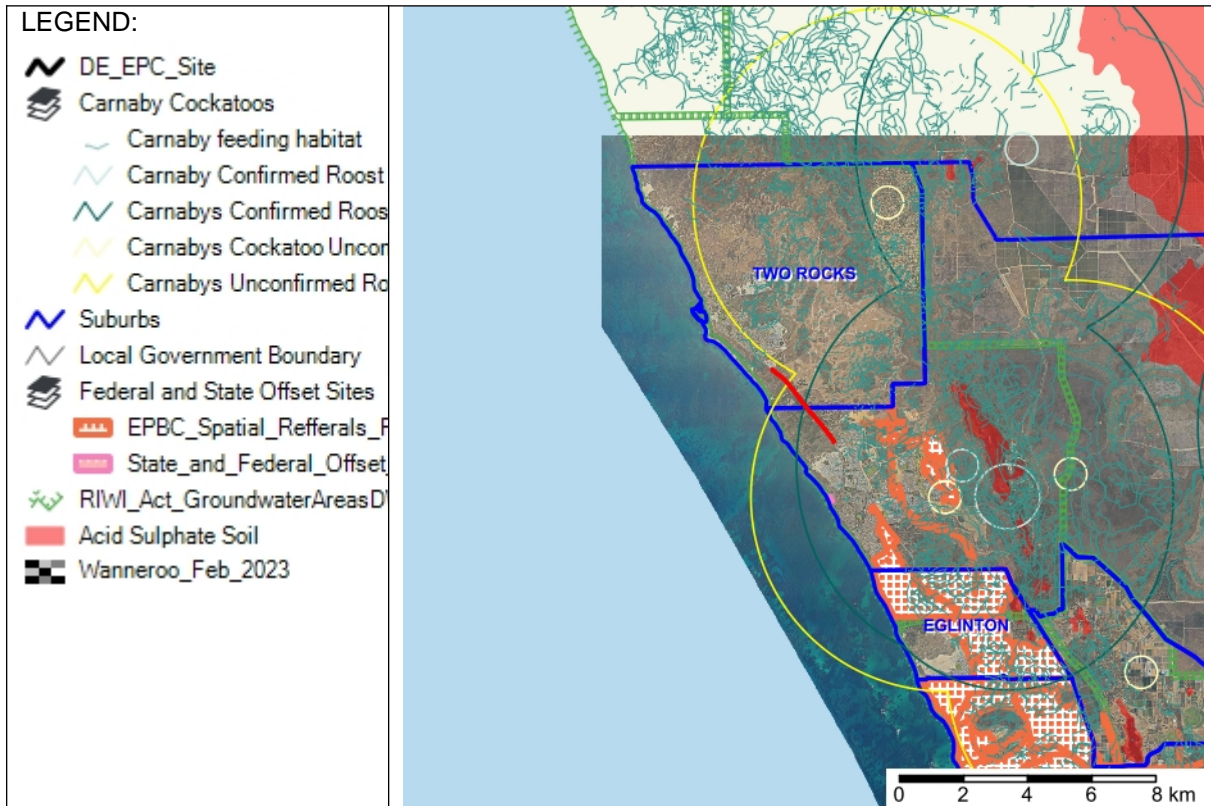 LEGEND:
DE_EPC_Site
Carnaby Cockatoos
Carnaby feeding habitat
Carnaby Confirmed Roost
Carnabys Confirmed Roos
Carnabys Cockatoo Uncon
Carnabys Unconfirmed Ro
Suburbs
Local Government Boundary
Federal and State Offset Sites
EPBC_Spatial_Refferals_F
State_and_Federal_Offset_
RIWI_Act_GroundwaterAreasD
Acid Sulphate Soil
Wanneroo_Feb_2023
TWO ROCKS
EGLINTON
0 2 4 6 8 km